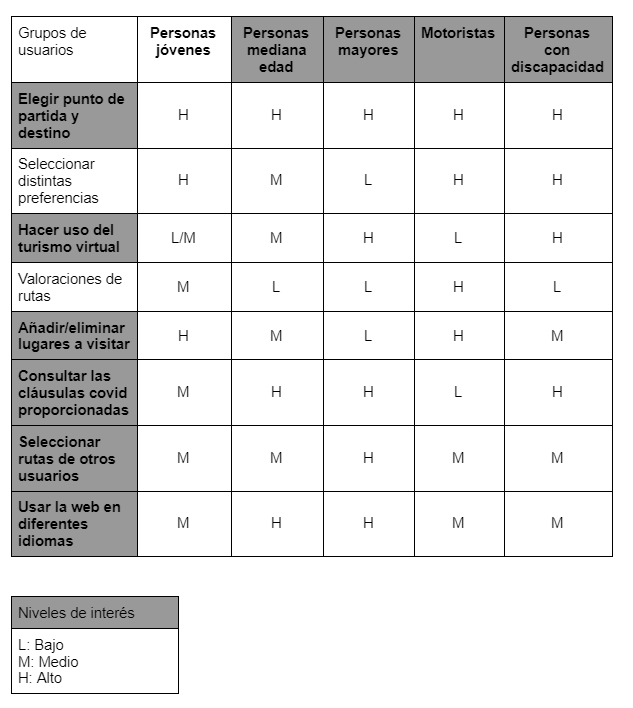 Grupos de
usuarios
Personas
jóvenes
Personas
mediana
edad
Personas
mayores
Motoristas
Personas
con
discapacidad
Elegir punto de
partida y
destino
H
H
H
H
H
Seleccionar
distintas
preferencias
H
M
L
H
H
Hacer uso del
turismo virtual
L/M
M
H
L
H
Valoraciones de
rutas
M
L
L
H
L
Añadir/eliminar
lugares a visitar
H
M
L
H
M
Consultar las
cláusulas covid
proporcionadas
M
H
H
L
H
Seleccionar
rutas de otros
usuarios
M
M
H
M
M
Usar la web en
diferentes
idiomas
M
H
H
M
M
Niveles de interés
L: Bajo
M: Medio
H: Alto